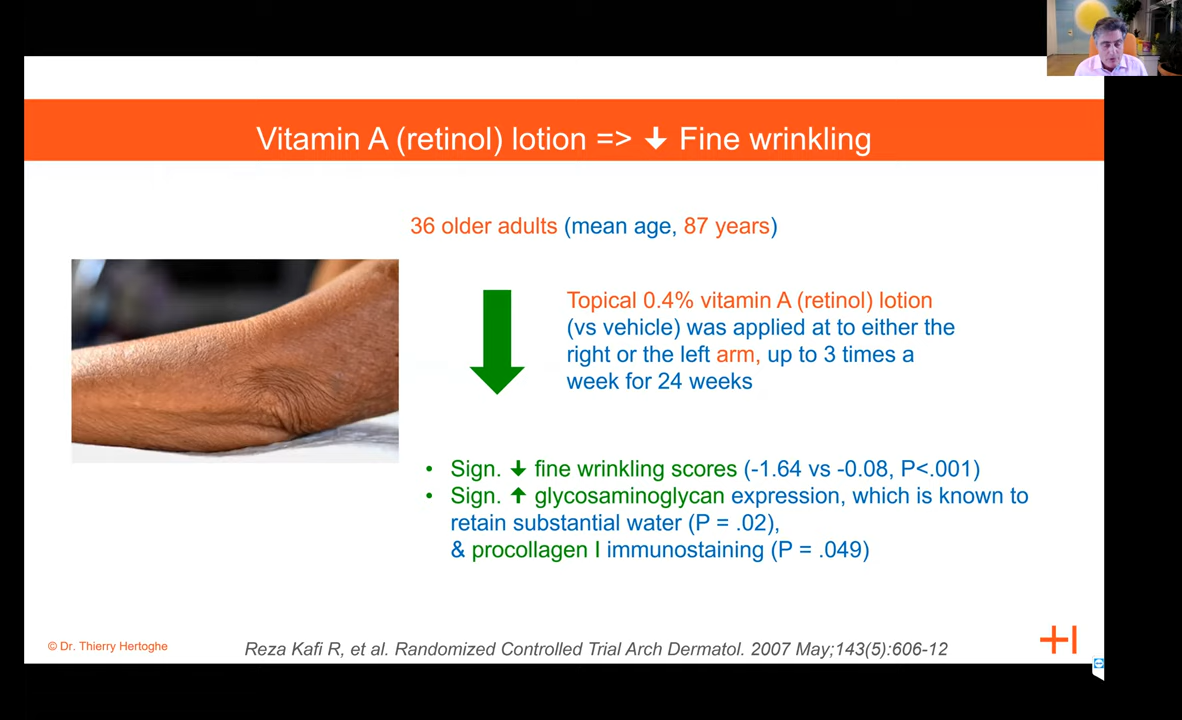 Vitamin A (retinol) lotion => ↓ Fine wrinkling
36 older adults (mean age, 87 years)
Topical 0.4% vitamin A (retinol) lotion
(vs vehicle) was applied at to either the
right or the left arm, up to 3 times a
week for 24 weeks
• Sign. ↓ fine wrinkling scores (-1.64 vs -0.08, P<.001)
• Sign. ↑ glycosaminoglycan expression, which is known to
retain substantial water (P = .02),
& procollagen I immunostaining (P = .049)
© Dr. Thierry Hertoghe
Reza Kafi R, et al. Randomized Controlled Trial Arch Dermatol. 2007 May;143(5):606-12